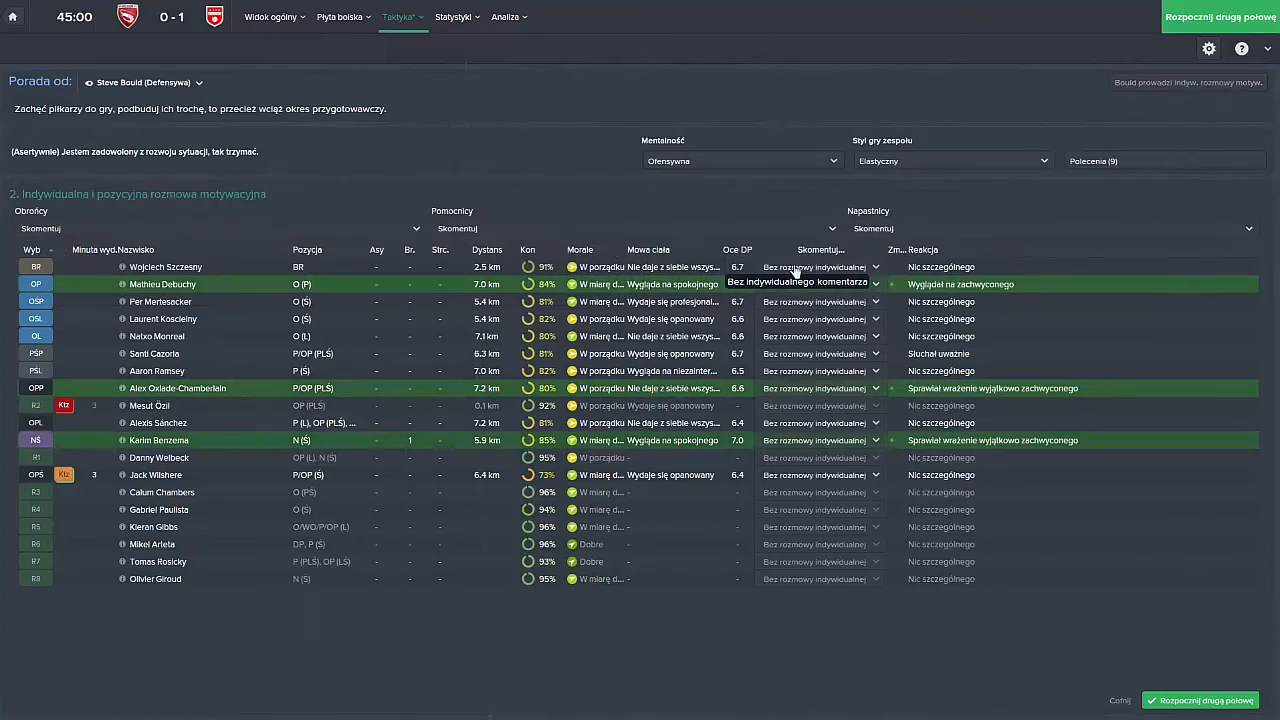 45:00 0 - 1 Widok ogólny Płyta boiska Taktyka* Statystyki Analiza Rozpocznij drugą połowę
?
Porada od: Steve Bould (Defensywa) Bould prowadzi indyw. rozmowy motyw.
Zachęć piłkarzy do gry, podbuduj ich trochę, to przecież wciąż okres przygotowawczy.
Mentalność Styl gry zespołu
(Asertywnie) Jestem zadowolony z rozwoju sytuacji, tak trzymać.
Ofensywna Elastyczny Polecenia (9)
2. Indywidualna i pozycyjna rozmowa motywacyjna
Obrońcy Pomocnicy Napastnicy
Skomentuj Skomentuj Skomentuj
Wyb Minuta wyd. Nazwisko Pozycja Asy Br. Strc. Dystans Kon Morale Mowa ciała Oce DP Skomentuj... Zm... Reakcja
BR Wojciech Szczesny BR - - - 2.5 km 91% W porządku Nie daje z siebie wszys... 6.7 Bez rozmowy indywidualnej Nic szczególnego
OP Mathieu Debuchy O (P) - - - 7.0 km 84% W miarę d... Wygląda na spokojnego Bez indywidualnego komentarza Wyglądał na zachwyconego
OŚP Per Mertesacker O (Ś) - - - 5.4 km 81% W miarę d... Wydaje się profesjonal... 6.7 Bez rozmowy indywidualnej Nic szczególnego
OŚL Laurent Koscielny O (Ś) - - - 5.4 km 82% W miarę d... Wydaje się opanowany 6.6 Bez rozmowy indywidualnej Nic szczególnego
OL Nalxo Monreal O (L) - - - 7.1 km 80% W miarę d... Nie daje z siebie wszys... 6.6 Bez rozmowy indywidualnej Nic szczególnego
PŚP Santi Cazorla P/OP (PLŚ) - - - 6.3 km 81% W porządku Wydaje się opanowany 6.7 Bez rozmowy indywidualnej Słuchał uważnie
PŚL Aaron Ramsey P (Ś) - - - 7.0 km 82% W porządku Wygląda na niezainter... 6.5 Bez rozmowy indywidualnej Nic szczególnego
OPP Alex Oxlade-Chamberlain P/OP (PLŚ) - - - 7.2 km 80% W porządku Nie daje z siebie wszys... 6.6 Bez rozmowy indywidualnej Sprawiał wrażenie wyjątkowo zachwyconego
R2 Ktz 3 Mesut Özil OP (PLŚ) - - - 0.1 km 92% W porządku Wydaje się opanowany - Bez rozmowy indywidualnej Nic szczególnego
OPL Alexis Sánchez P (L), OP (PLŚ), ... - - - 7.2 km 81% W porządku Wydaje się opanowany 6.4 Bez rozmowy indywidualnej Nic szczególnego
NŚ Karim Benzema N (Ś) - 1 - 5.9 km 85% W miarę d... Wygląda na spokojnego 7.0 Bez rozmowy indywidualnej Sprawiał wrażenie wyjątkowo zachwyconego
R1 Danny Welbeck OP (L), N (Ś) - - - 95% W porządku - - Bez rozmowy indywidualnej Nic szczególnego
OPŚ Ktz 3 Jack Wilshere P/OP (Ś) - - - 6.4 km 73% W miarę d... Wydaje się opanowany 6.4 Bez rozmowy indywidualnej Nic szczególnego
R3 Calum Chambers O (PŚ) - - - 96% W miarę d... - - Bez rozmowy indywidualnej Nic szczególnego
R4 Gabriel Paulista O (Ś) - - - 94% W miarę d... - - Bez rozmowy indywidualnej Nic szczególnego
R5 Kieran Gibbs O/WO/P/OP (L) - - - 96% W miarę d... - - Bez rozmowy indywidualnej Nic szczególnego
R6 Mikel Arteta DP, P (Ś) - - - 96% Dobre - - Bez rozmowy indywidualnej Nic szczególnego
R7 Tomas Rosicky P (PLŚ), OP (LŚ) - - - 93% Dobre - - Bez rozmowy indywidualnej Nic szczególnego
R8 Olivier Giroud N (Ś) - - - 95% W miarę d... - - Bez rozmowy indywidualnej Nic szczególnego
Cofnij Rozpocznij drugą połowę